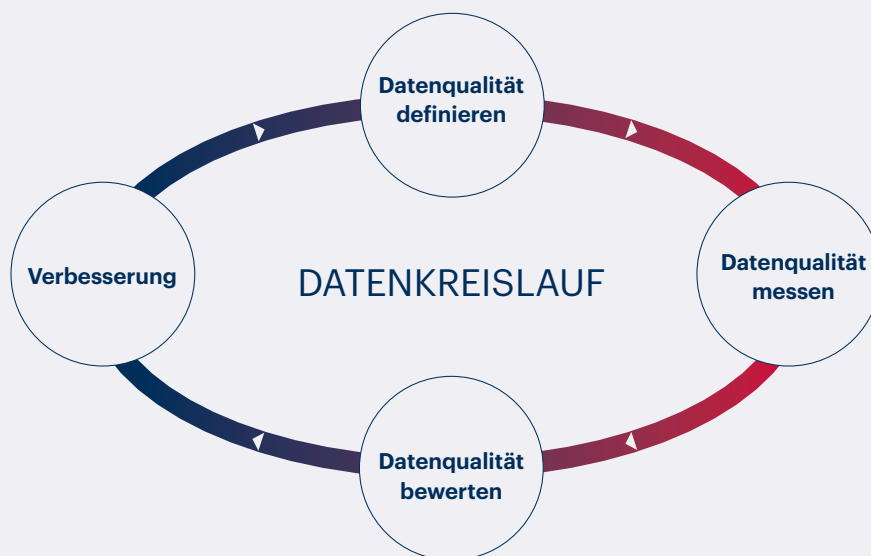 Datenqualität
definieren
Verbesserung
DATENKREISLAUF
Datenqualität
messen
Datenqualität
bewerten